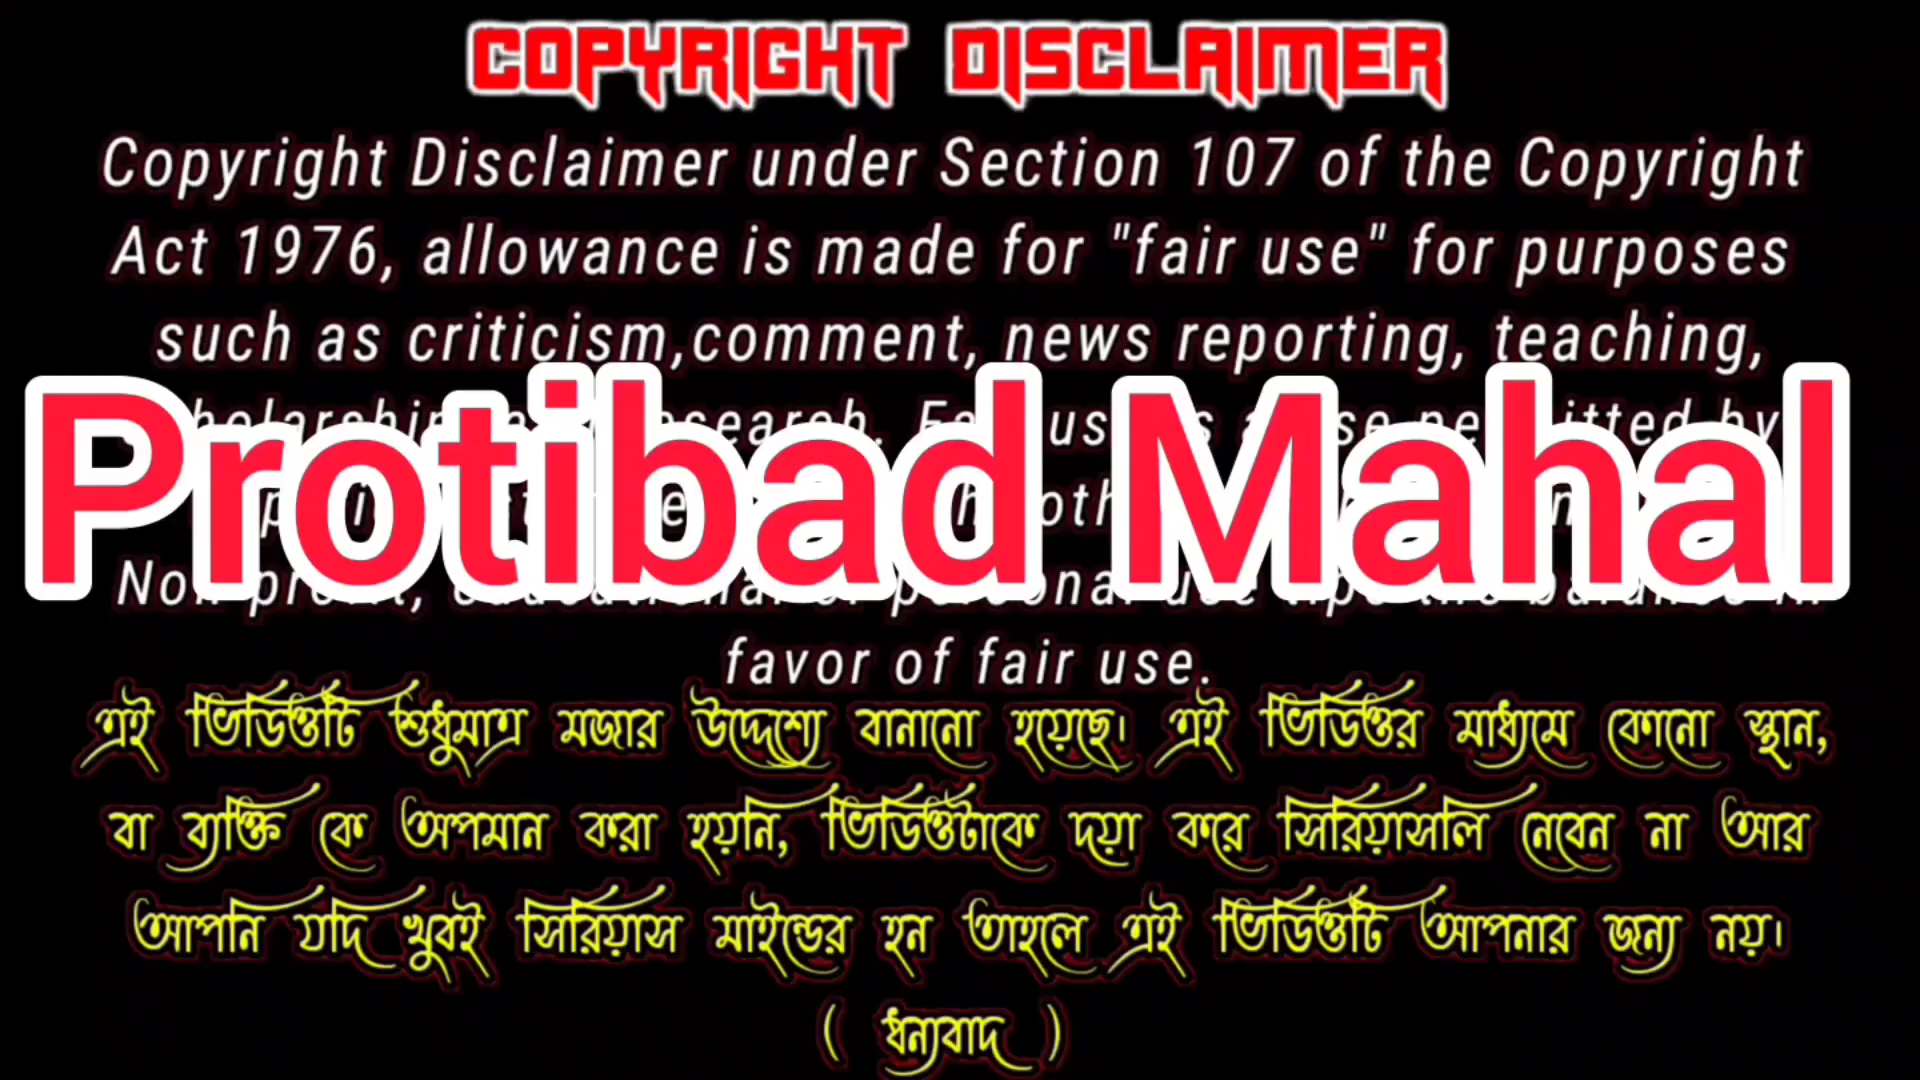 COPYRIGHT DISCLAIMER
Copyright Disclaimer under Section 107 of the Copyright
Act 1976, allowance is made for "fair use" for purposes
such as criticism,comment, news reporting, teaching,
Protibad Mahal
favor of fair use.
এই ভিডিওটি শুধুমাত্র মজার উদ্দেশ্যে বানানো হয়েছে। এই ভিডিওর মাধ্যমে কোনো স্থান,
বা ব্যক্তি কে অপমান করা হয়নি, ভিডিওটাকে দয়া করে সিরিয়াসলি নেবেন না আর
আপনি যদি খুবই সিরিয়াস মাইন্ডের হন তাহলে এই ভিডিওটি আপনার জন্য নয়।
( ধন্যবাদ )